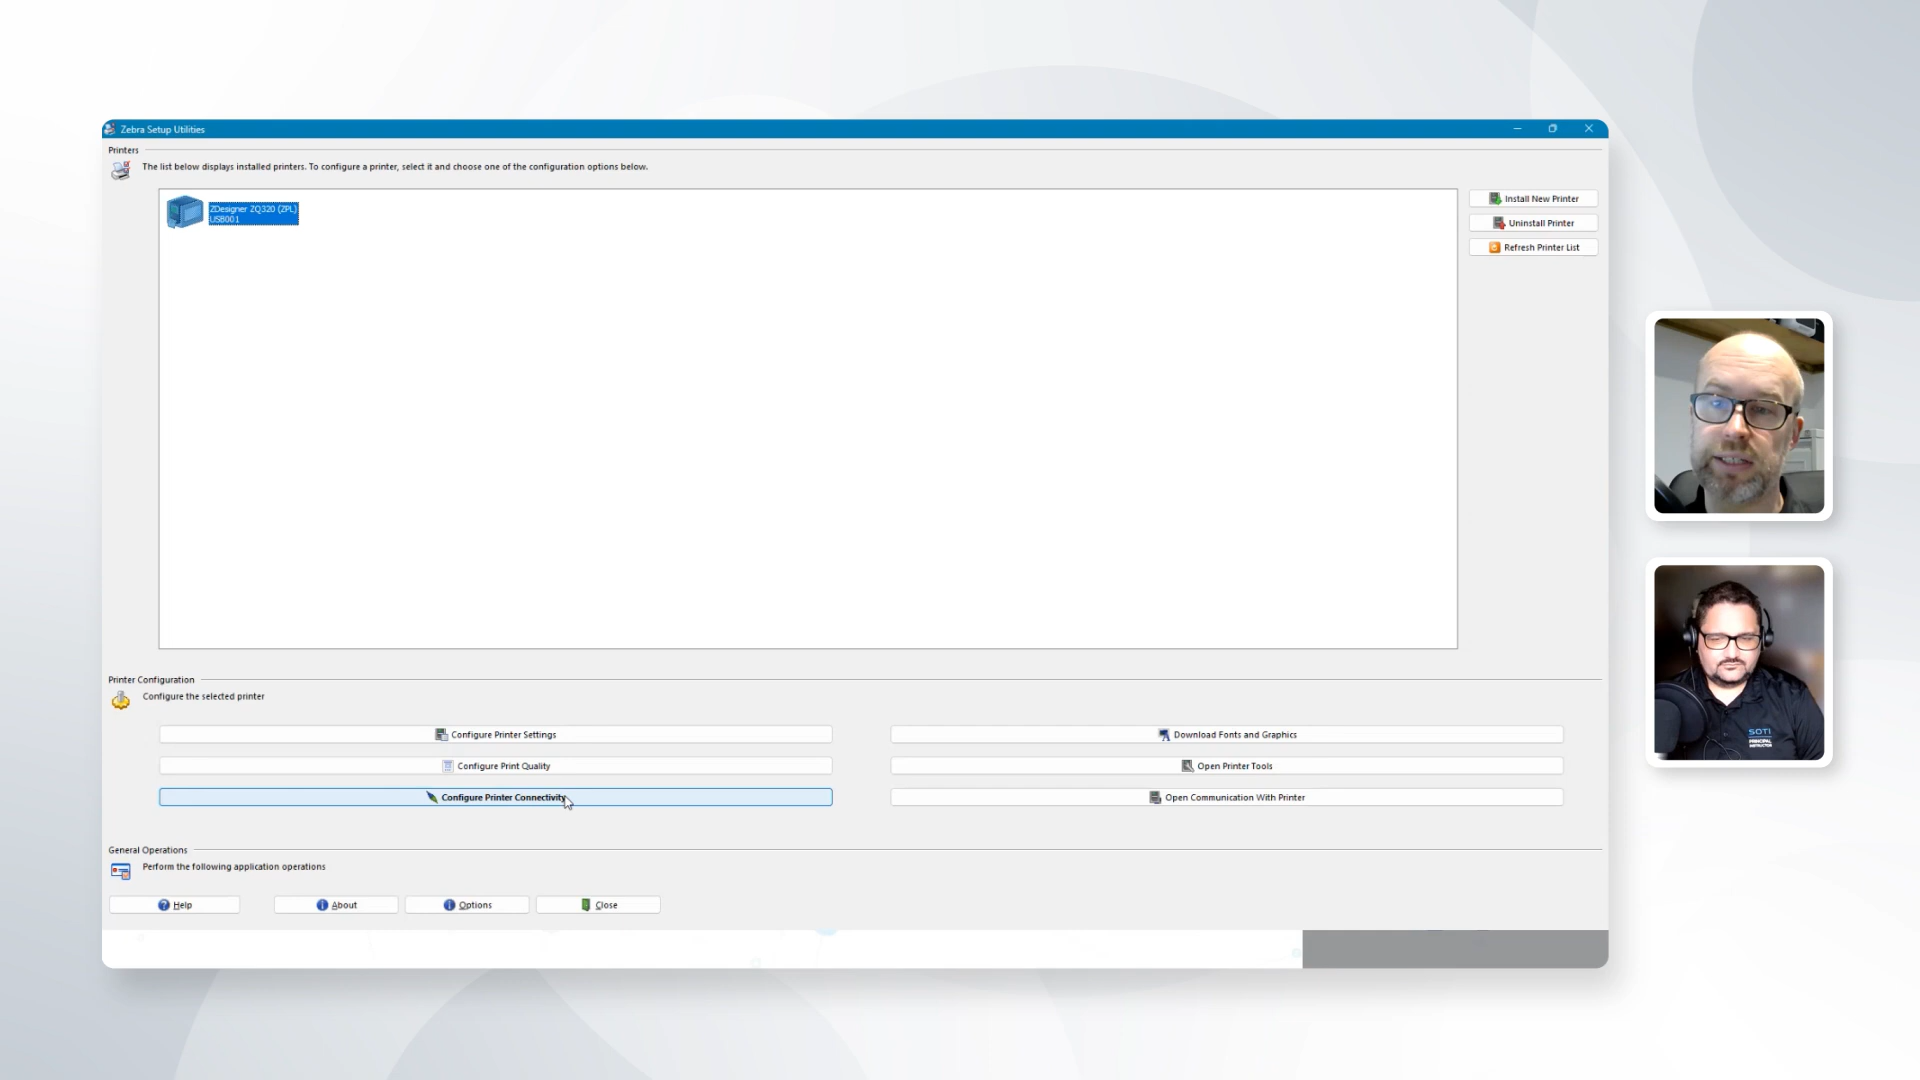 Zebra Setup Utilities
Printers
The list below displays installed printers. To configure a printer, select it and choose one of the configuration options below.
ZDesigner ZQ320 (ZPL)
USB001
Install New Printer
Uninstall Printer
Refresh Printer List
Printer Configuration
Configure the selected printer
Configure Printer Settings
Download Fonts and Graphics
Configure Print Quality
Open Printer Tools
Configure Printer Connectivity
Open Communication With Printer
General Operations
Perform the following application operations
Help
About
Options
Close
SOTI
PRINCIPAL
INSTRUCTOR